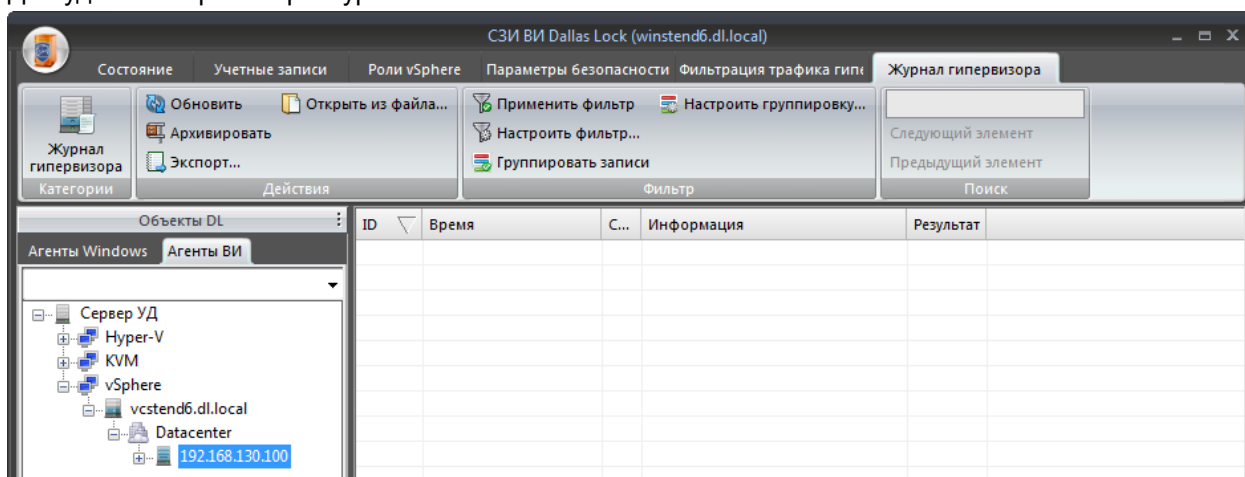 СЗИ ВИ Dallas Lock (winstend6.dl.local)
Состояние Учетные записи Роли vSphere Параметры безопасности Фильтрация трафика гипе Журнал гипервизора
Обновить Открыть из файла... Применить фильтр Настроить группировку...
Архивировать Настроить фильтр... Следующий элемент
Журнал гипервизора Экспорт... Группировать записи Предыдущий элемент
Категории Действия Фильтр Поиск
Объекты DL ID Время С... Информация Результат
Агенты Windows Агенты ВИ
Сервер УД
Hyper-V
KVM
vSphere
vcstend6.dl.local
Datacenter
192.168.130.100